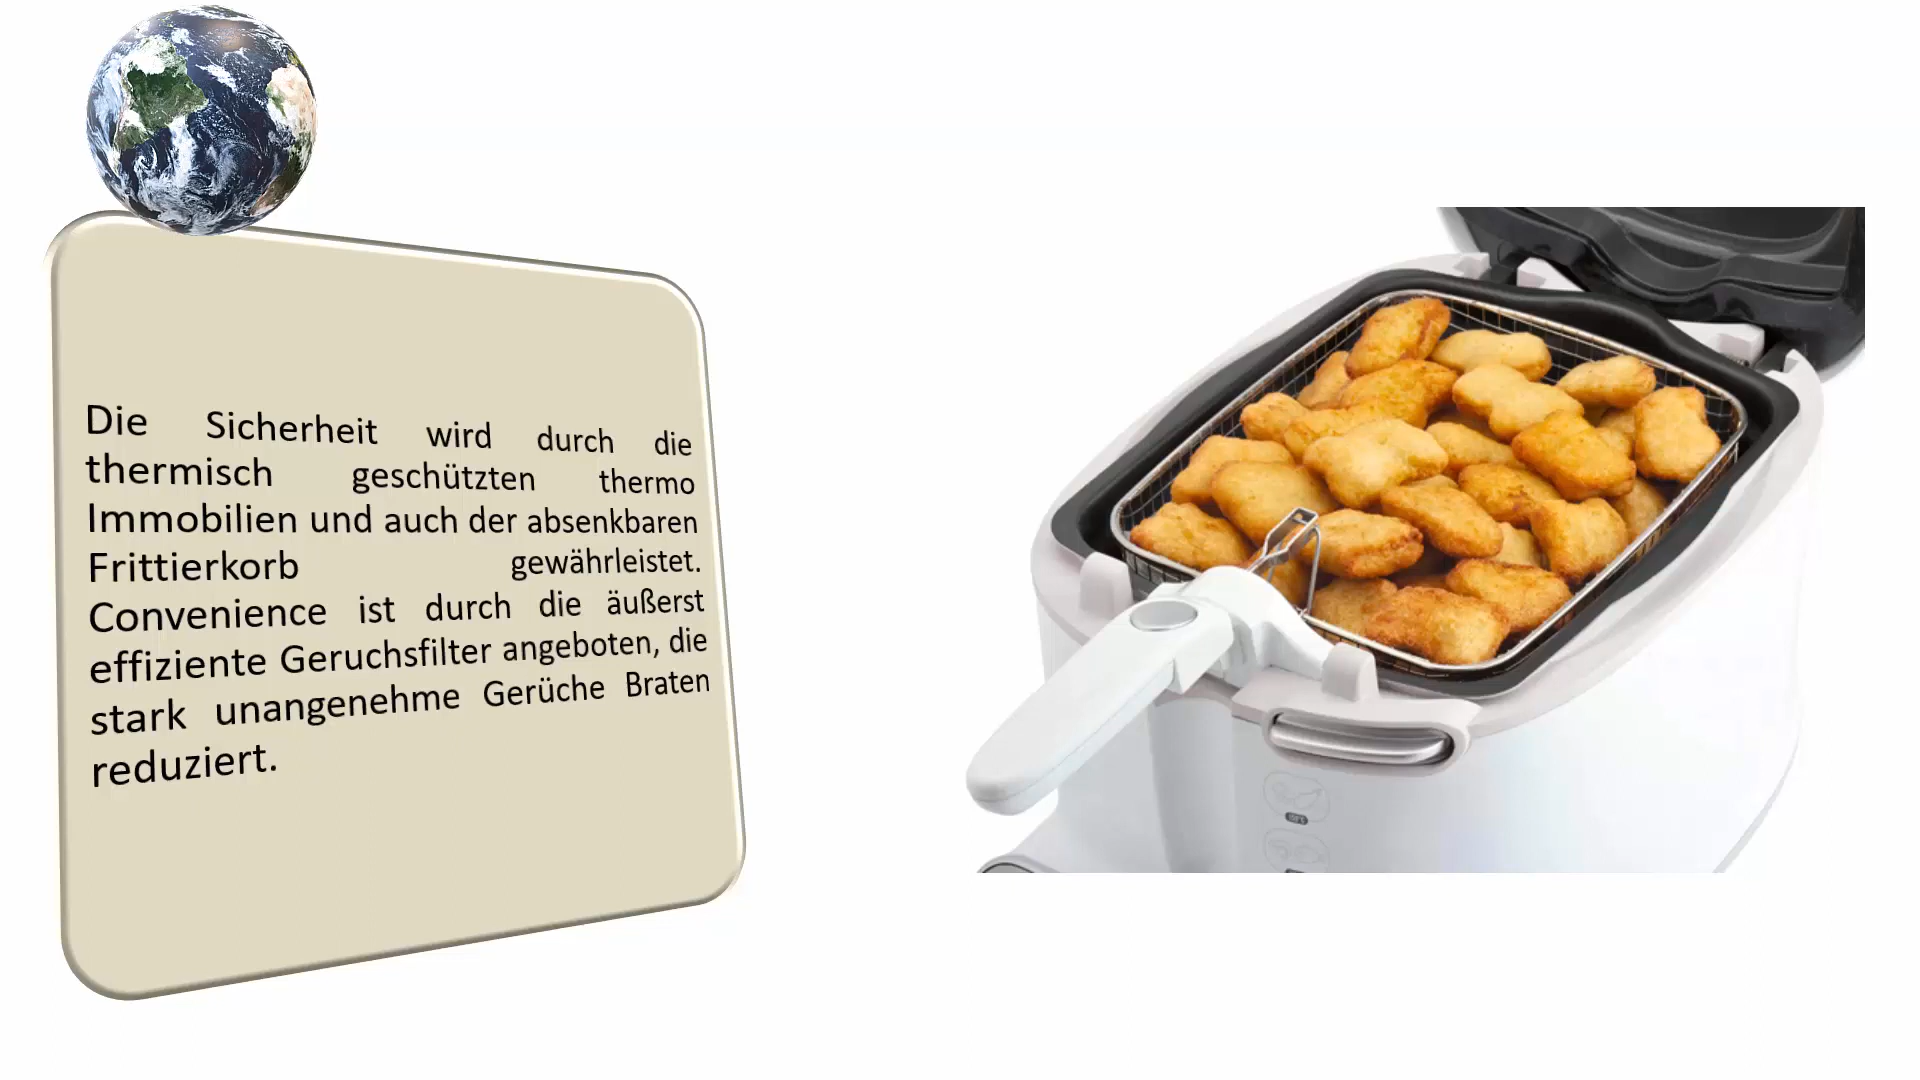 Die Sicherheit wird durch die
thermisch geschützten thermo
Immobilien und auch der absenkbaren
Frittierkorb gewährleistet.
Convenience ist durch die äußerst
effiziente Geruchsfilter angeboten, die
stark unangenehme Gerüche Braten
reduziert.